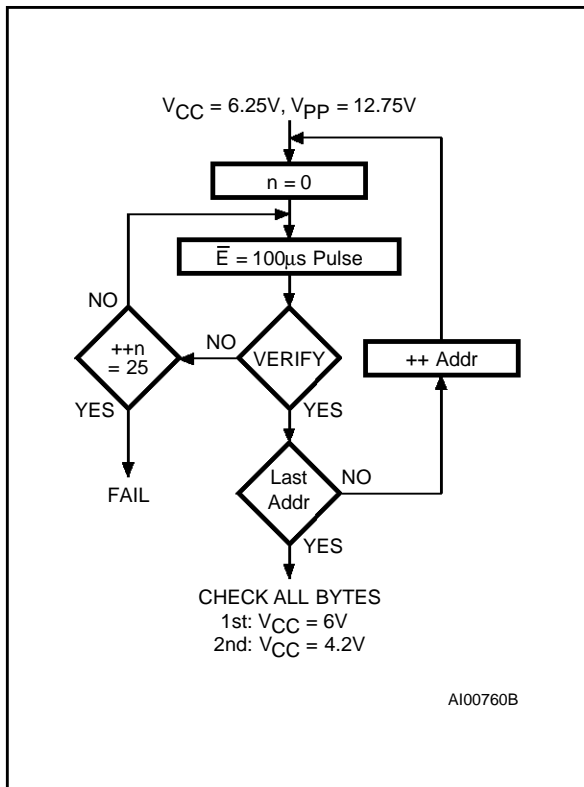 VCC = 6.25V, VPP = 12.75V
n = 0
E̅ = 100µs Pulse
NO
++n
= 25
NO
VERIFY
++ Addr
YES
YES
Last
Addr
NO
FAIL
YES
CHECK ALL BYTES
1st: VCC = 6V
2nd: VCC = 4.2V
AI00760B